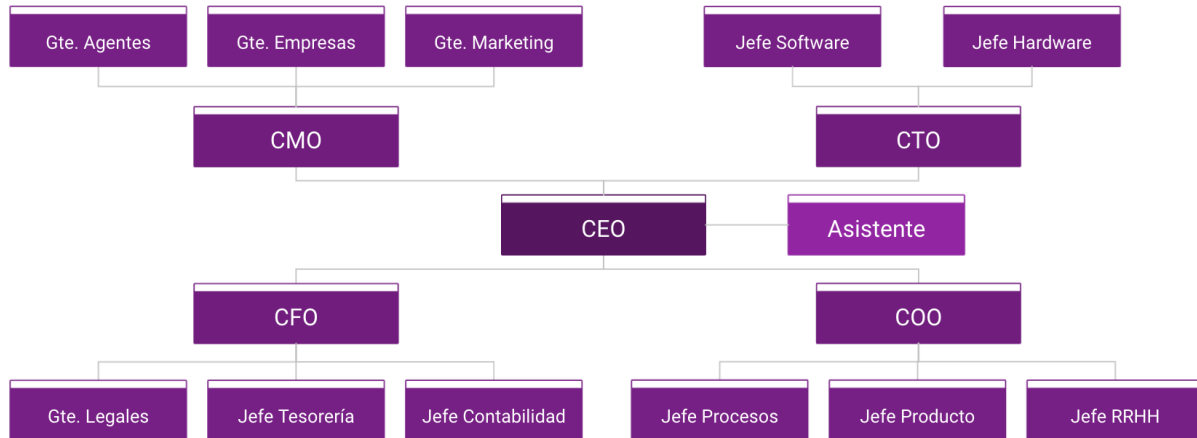 Gte. Agentes
Gte. Empresas
Gte. Marketing
Jefe Software
Jefe Hardware
CMO
CTO
CEO
Asistente
CFO
COO
Gte. Legales
Jefe Tesorería
Jefe Contabilidad
Jefe Procesos
Jefe Producto
Jefe RRHH